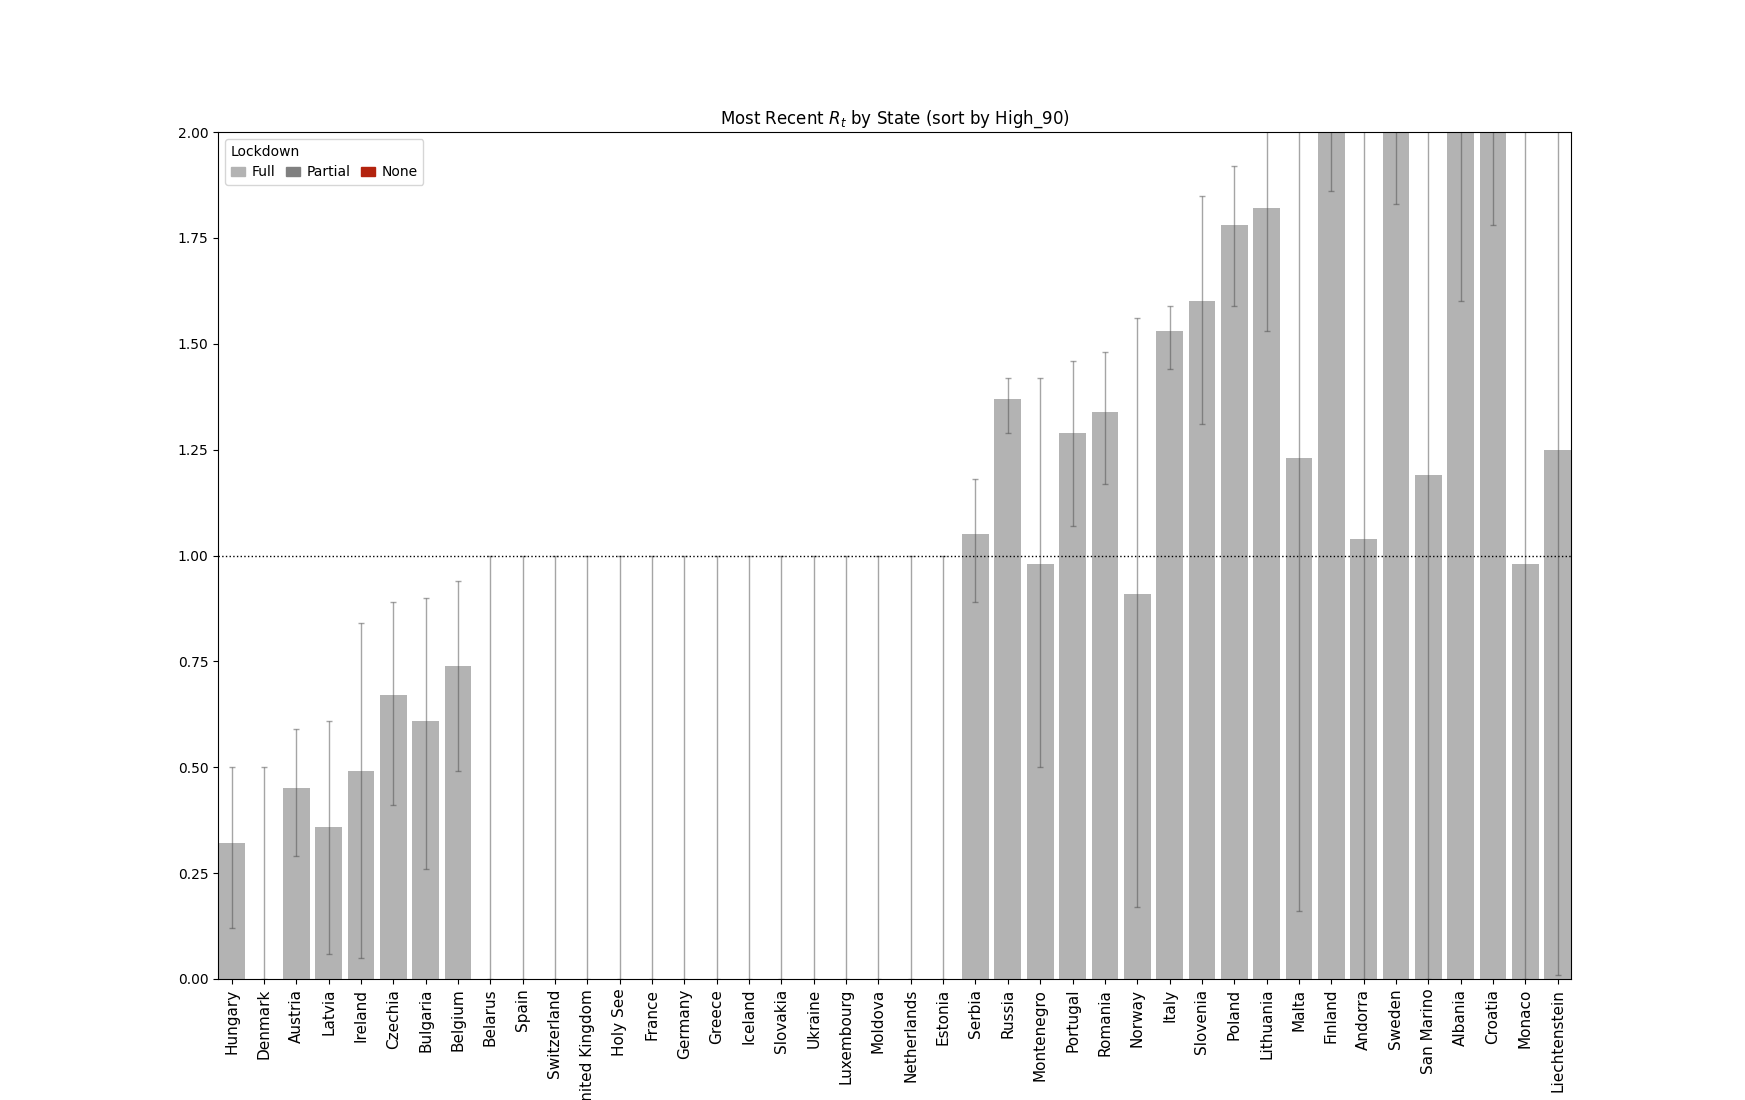 Most Recent R_t by State (sort by High_90)
Lockdown
Full Partial None
2.00
1.75
1.50
1.25
1.00
0.75
0.50
0.25
0.00
Hungary
Denmark
Austria
Latvia
Ireland
Czechia
Bulgaria
Belgium
Belarus
Spain
Switzerland
nited Kingdom
Holy See
France
Germany
Greece
Iceland
Slovakia
Ukraine
Luxembourg
Moldova
Netherlands
Estonia
Serbia
Russia
Montenegro
Portugal
Romania
Norway
Italy
Slovenia
Poland
Lithuania
Malta
Finland
Andorra
Sweden
San Marino
Albania
Croatia
Monaco
Liechtenstein